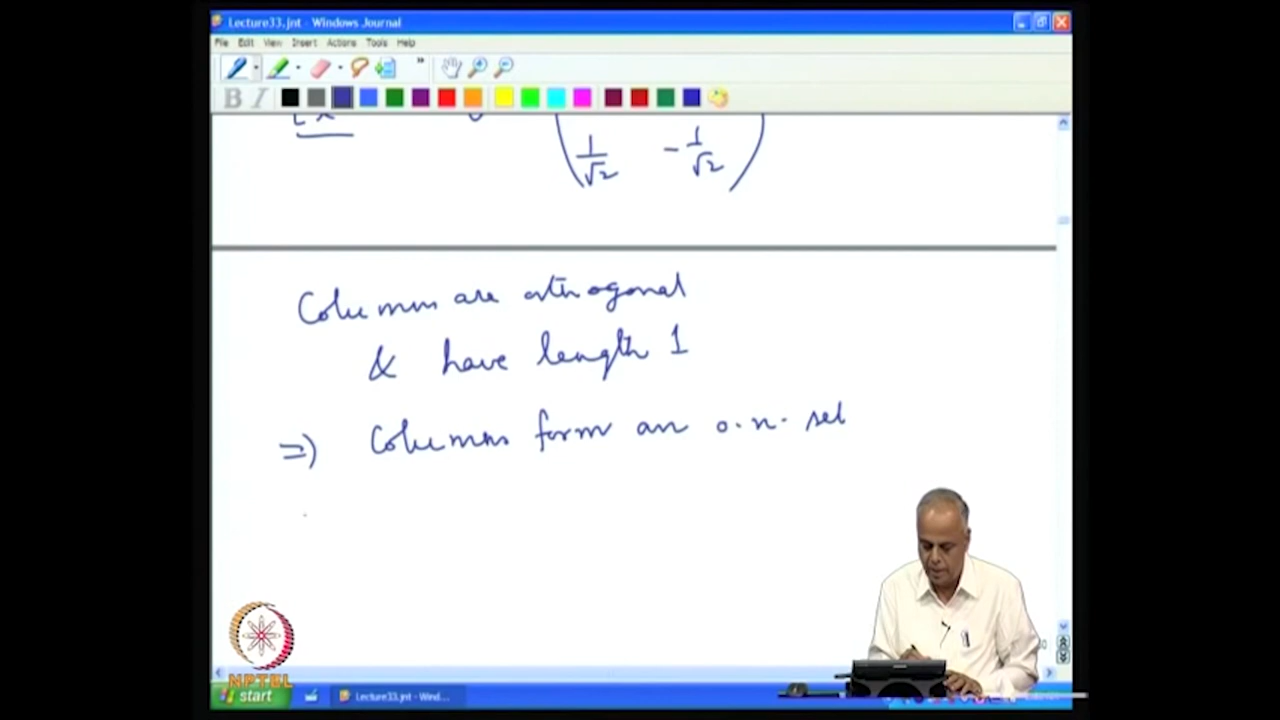 Lecture33.jnt - Windows Journal
File Edit View Insert Actions Tools Help
B I
Ex
1/√2 -1/√2
Columns are orthogonal
& have length 1
=> Columns form an o.n. set
NPTEL
start Lecture33.jnt - Wind...